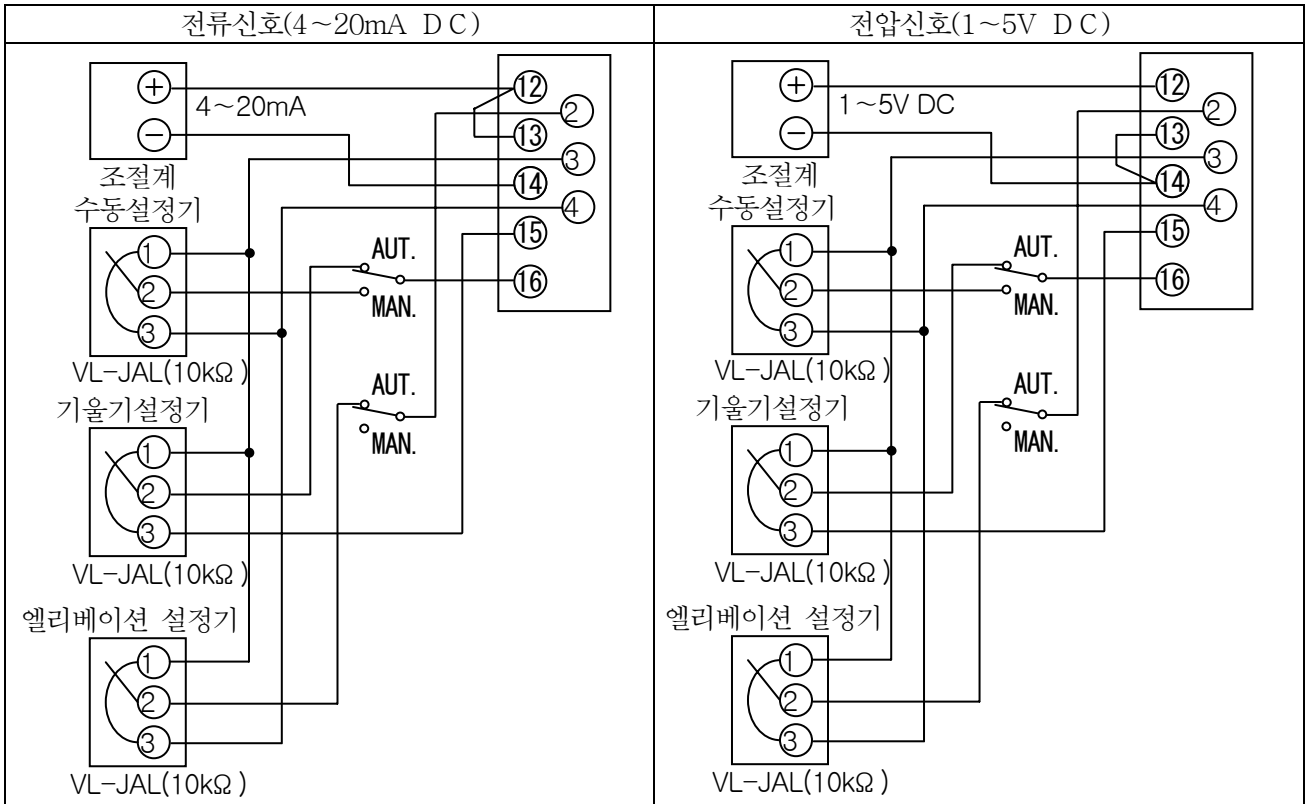 전류신호(4~20mA DC)
⊕
4~20mA
⊖
조절계
수동설정기
①
②
③
VL-JAL(10kΩ)
기울기설정기
①
②
③
VL-JAL(10kΩ)
엘리베이션 설정기
①
②
③
VL-JAL(10kΩ)
AUT.
MAN.
AUT.
MAN.
⑫
②
⑬
③
⑭
④
⑮
⑯
전압신호(1~5V DC)
⊕
1~5V DC
⊖
조절계
수동설정기
①
②
③
VL-JAL(10kΩ)
기울기설정기
①
②
③
VL-JAL(10kΩ)
엘리베이션 설정기
①
②
③
VL-JAL(10kΩ)
AUT.
MAN.
AUT.
MAN.
⑫
②
⑬
③
⑭
④
⑮
⑯